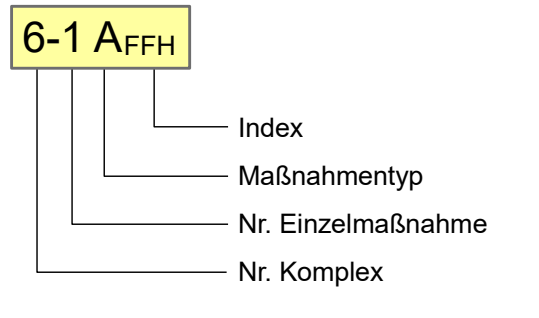 6-1 AFFH
Index
Maßnahmentyp
Nr. Einzelmaßnahme
Nr. Komplex